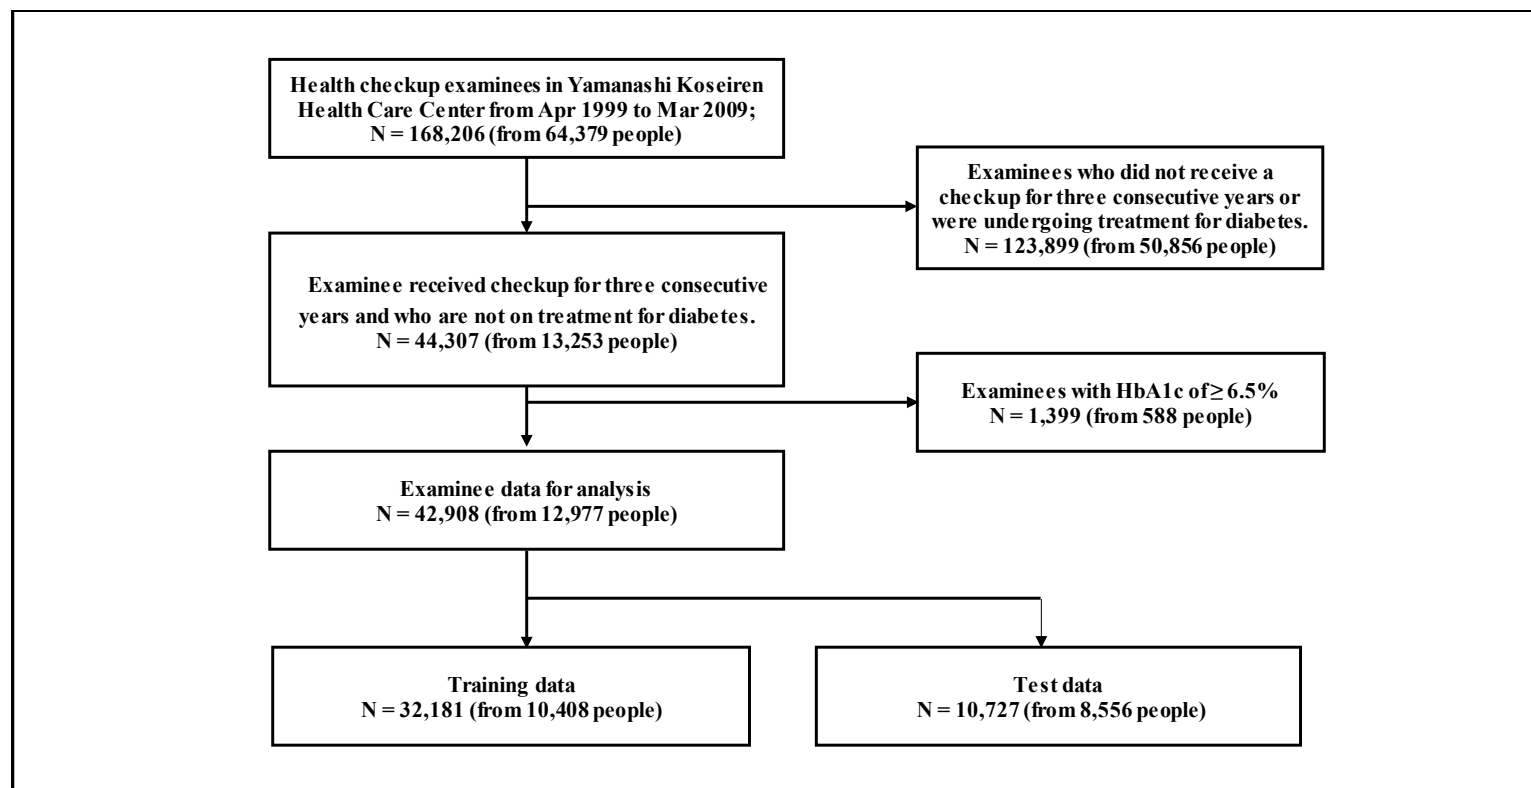 Health checkup examinees in Yamanashi Koseiren
Health Care Center from Apr 1999 to Mar 2009;
N = 168,206 (from 64,379 people)
Examinees who did not receive a
checkup for three consecutive years or
were undergoing treatment for diabetes.
N = 123,899 (from 50,856 people)
Examinee received checkup for three consecutive
years and who are not on treatment for diabetes.
N = 44,307 (from 13,253 people)
Examinees with HbA1c of ≥ 6.5%
N = 1,399 (from 588 people)
Examinee data for analysis
N = 42,908 (from 12,977 people)
Training data
N = 32,181 (from 10,408 people)
Test data
N = 10,727 (from 8,556 people)